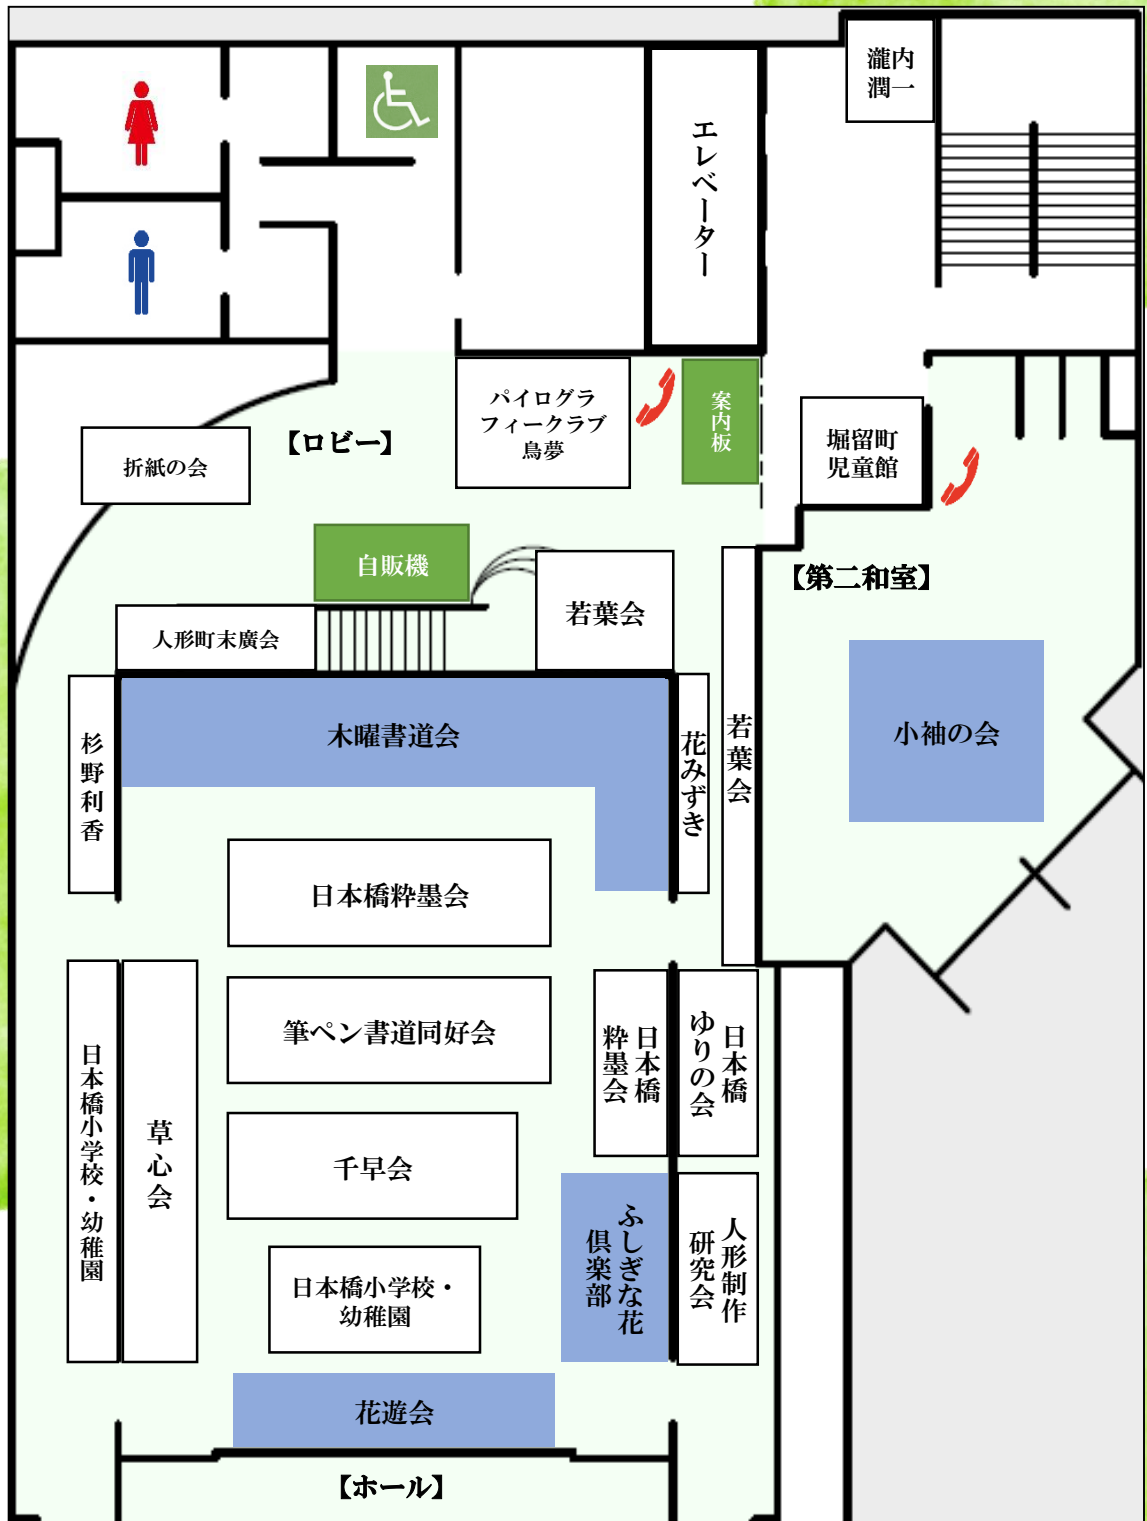 瀧内
潤一
エレベーター
パイログラ
フィークラブ
鳥夢
案内板
堀留町
児童館
【ロビー】
折紙の会
自販機
若葉会
人形町末廣会
【第二和室】
小袖の会
木曜書道会
杉野利香
花みずき
若葉会
日本橋粋墨会
筆ペン書道同好会
日本橋
粋墨会
日本橋
ゆりの会
日本橋小学校・幼稚園
草心会
千早会
ふしぎな花
倶楽部
人形制作
研究会
日本橋小学校・
幼稚園
花遊会
【ホール】